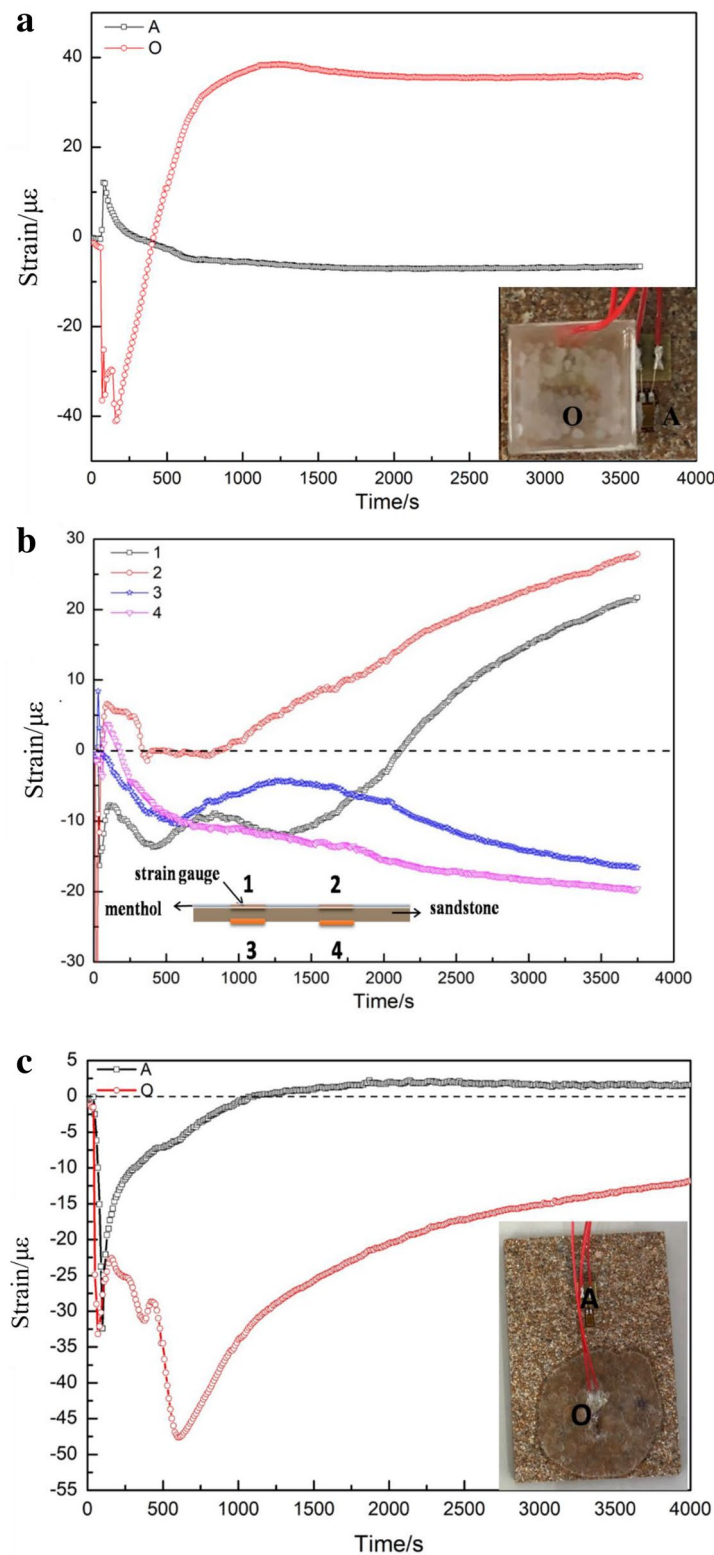 a
A
O
40
20
0
-20
-40
Strain/με
O
A
0 500 1000 1500 2000 2500 3000 3500 4000
Time/s
b
30
1
2
3
4
20
10
0
-10
-20
-30
Strain/με
strain gauge
1
2
menthol
sandstone
3
4
0 500 1000 1500 2000 2500 3000 3500 4000
Time/s
c
5
A
O
0
-5
-10
-15
-20
-25
-30
-35
-40
-45
-50
-55
Strain/με
A
O
0 500 1000 1500 2000 2500 3000 3500 4000
Time/s